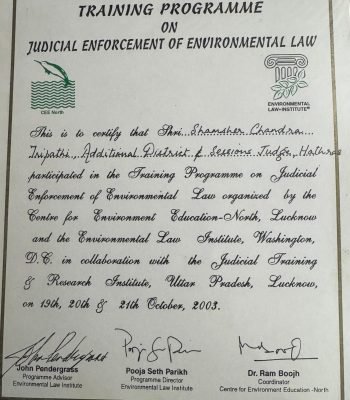 TRAINING PROGRAMME
ON
JUDICIAL ENFORCEMENT OF ENVIRONMENTAL LAW
CEE North
ENVIRONMENTAL
LAW•INSTITUTE®
This is to certify that Shri Shamsher Chandra
Tripathi, Additional District & Sessions Judge, Hathras
participated in the Training Programme on Judicial
Enforcement of Environmental Law organized by the
Centre for Environment Education-North, Lucknow
and the Environmental Law Institute, Washington,
D.C. in collaboration with the Judicial Training
& Research Institute, Uttar Pradesh, Lucknow,
on 19th, 20th & 21th October, 2003.
John Pendergrass
John Pendergrass Pooja Seth Parikh Dr. Ram Boojh
Programme Advisor Programme Director Coordinator
Environmental Law Institute Environmental Law Institute Centre for Environment Education -North